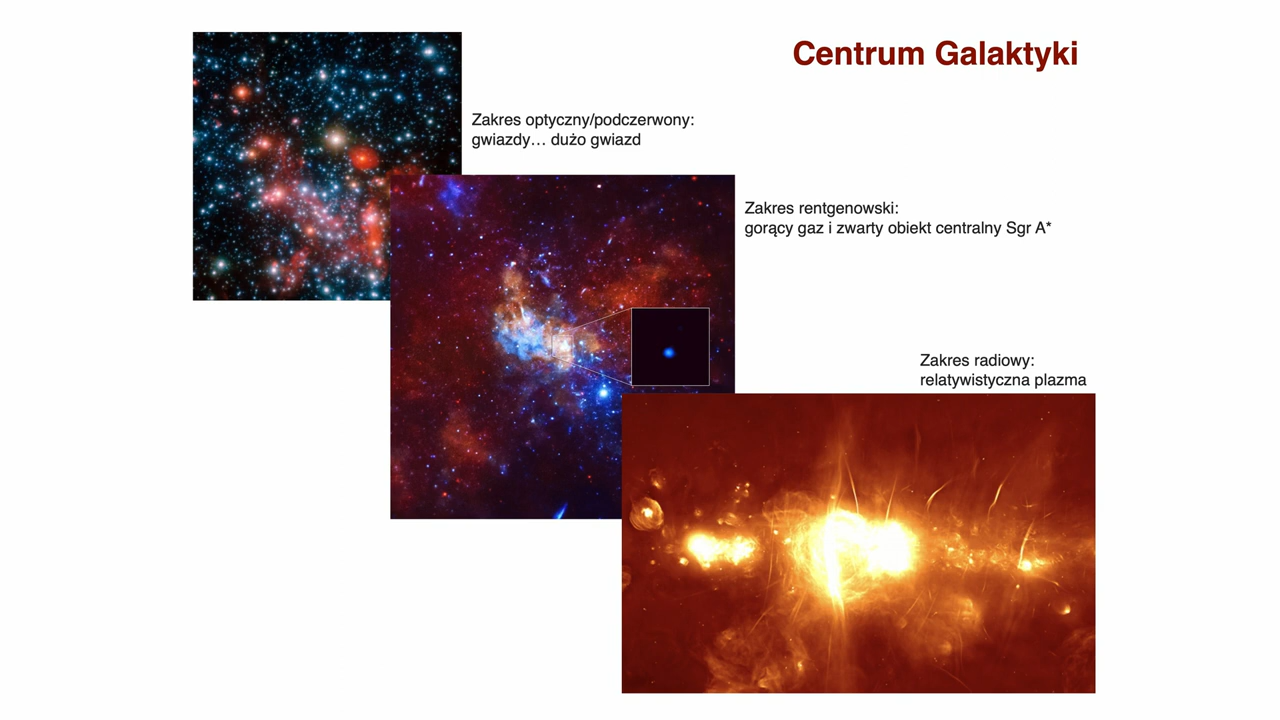 Centrum Galaktyki
Zakres optyczny/podczerwony:
gwiazdy… dużo gwiazd
Zakres rentgenowski:
gorący gaz i zwarty obiekt centralny Sgr A*
Zakres radiowy:
relatywistyczna plazma